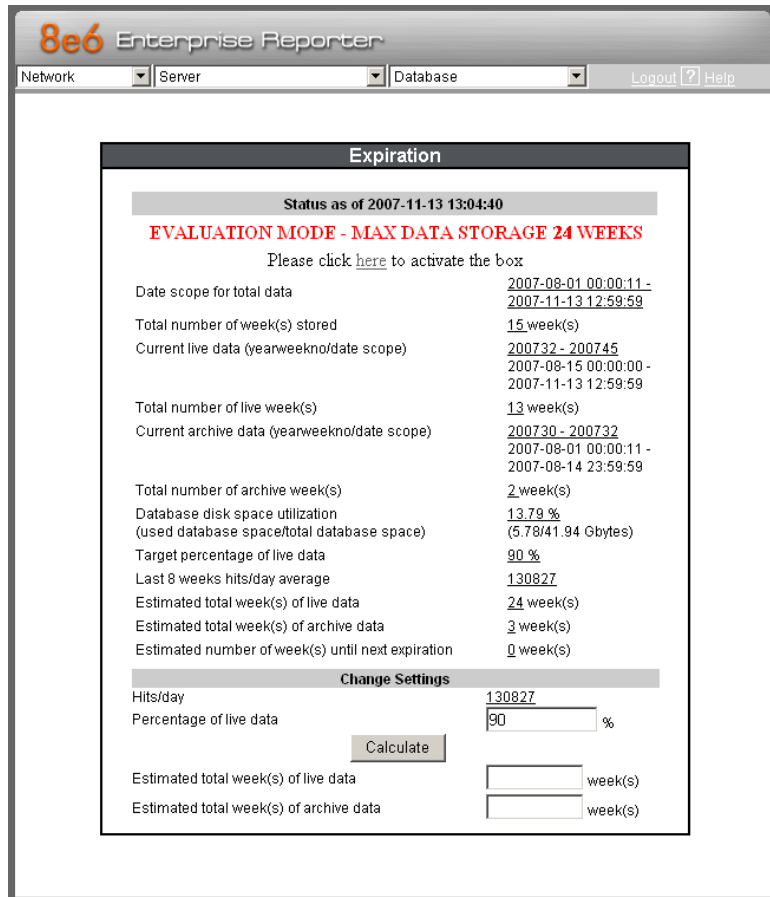 8e6 Enterprise Reporter
Network Server Database Logout ? Help
Expiration
Status as of 2007-11-13 13:04:40
EVALUATION MODE - MAX DATA STORAGE 24 WEEKS
Please click here to activate the box
Date scope for total data 2007-08-01 00:00:11 -
2007-11-13 12:59:59
Total number of week(s) stored 15 week(s)
Current live data (yearweekno/date scope) 200732 - 200745
2007-08-15 00:00:00 -
2007-11-13 12:59:59
Total number of live week(s) 13 week(s)
Current archive data (yearweekno/date scope) 200730 - 200732
2007-08-01 00:00:11 -
2007-08-14 23:59:59
Total number of archive week(s) 2 week(s)
Database disk space utilization 13.79 %
(used database space/total database space) (5.78/41.94 Gbytes)
Target percentage of live data 90 %
Last 8 weeks hits/day average 130827
Estimated total week(s) of live data 24 week(s)
Estimated total week(s) of archive data 3 week(s)
Estimated number of week(s) until next expiration 0 week(s)
Change Settings
Hits/day 130827
Percentage of live data 90 %
Calculate
Estimated total week(s) of live data week(s)
Estimated total week(s) of archive data week(s)